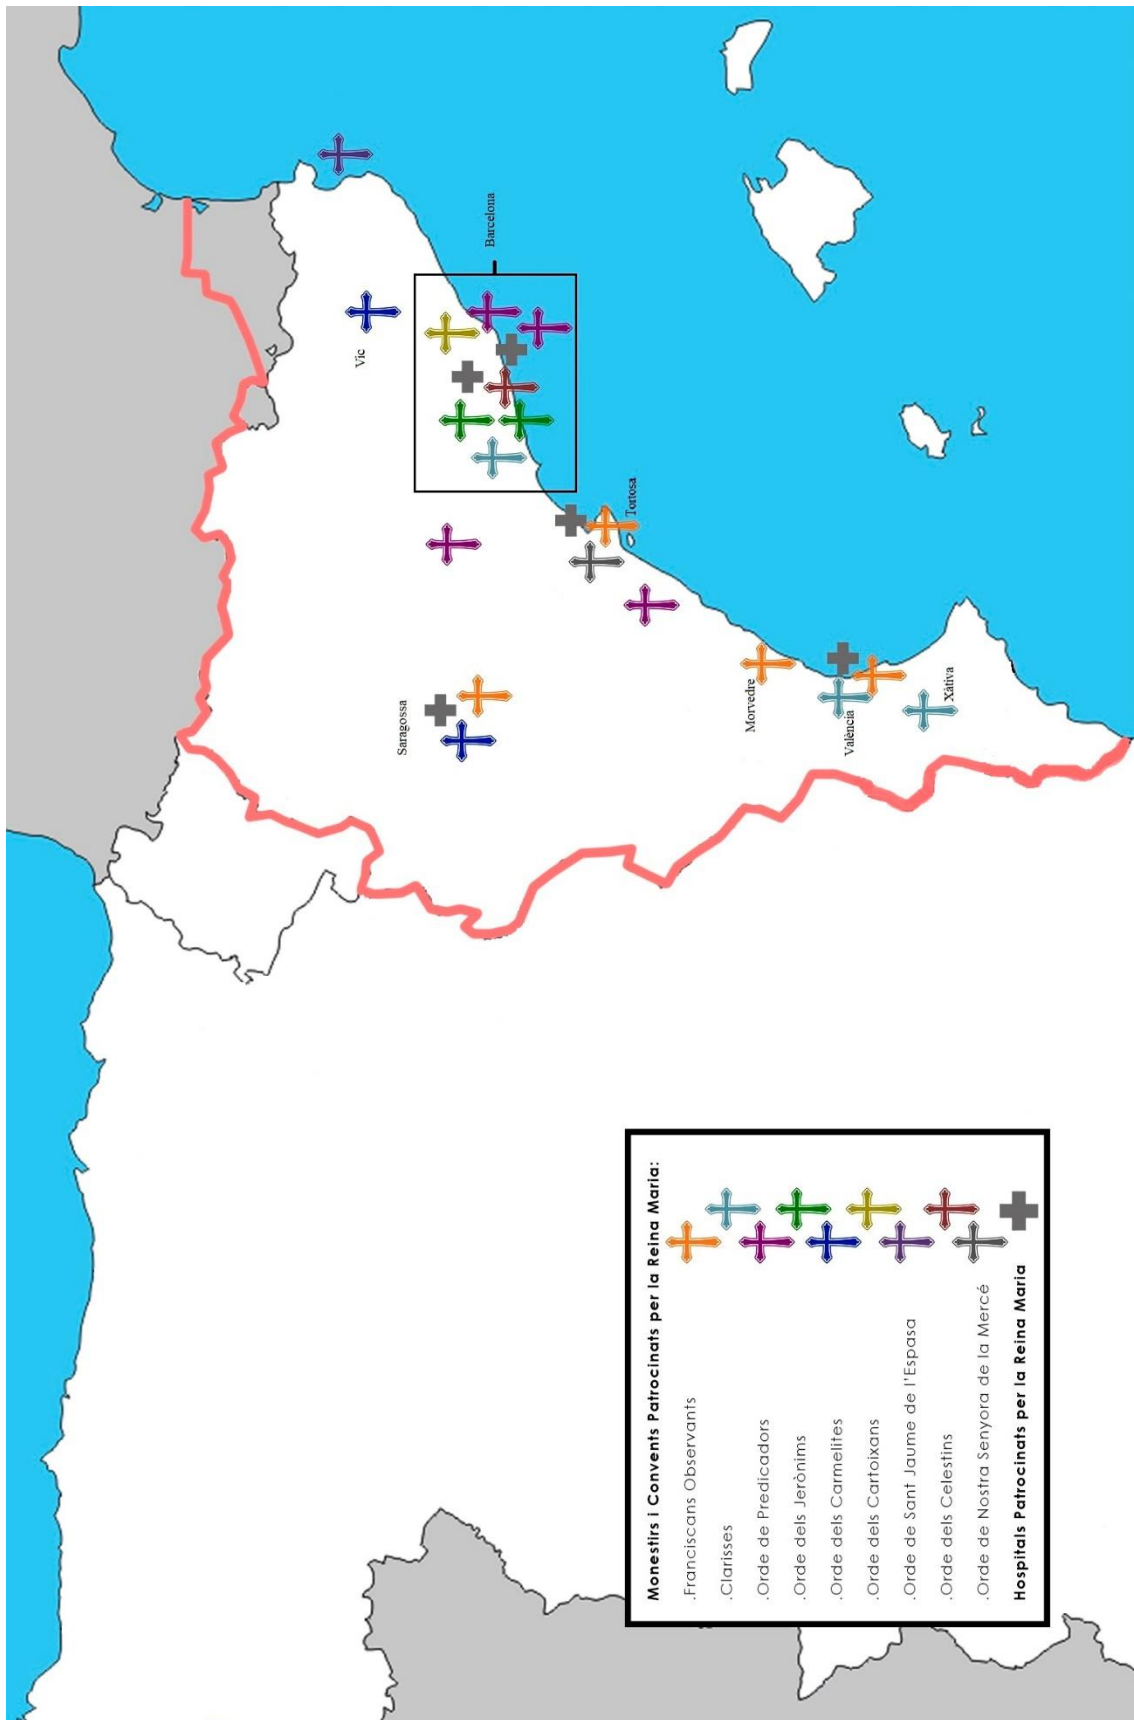 Vic
Barcelona
Saragossa
Tortosa
Morvedre
València
Xàtiva
Monestirs i Convents Patrocinats per la Reina Maria:
.Franciscans Observants
.Clarisses
.Orde de Predicadors
.Orde dels Jerònims
.Orde dels Carmelites
.Orde dels Cartoixans
.Orde de Sant Jaume de l'Espasa
.Orde dels Celestins
.Orde de Nostra Senyora de la Mercé
Hospitals Patrocinats per la Reina Maria